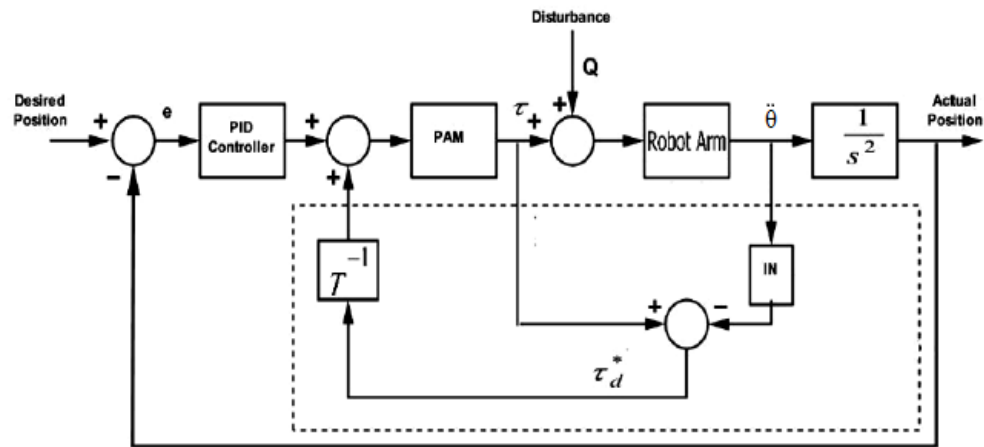 Disturbance
Q
Desired
Position
+
-
e
PID
Controller
+
+
PAM
τ
+
+
Robot Arm
θ̈
1
s²
Actual
Position
T⁻¹
IN
+
-
τ*d